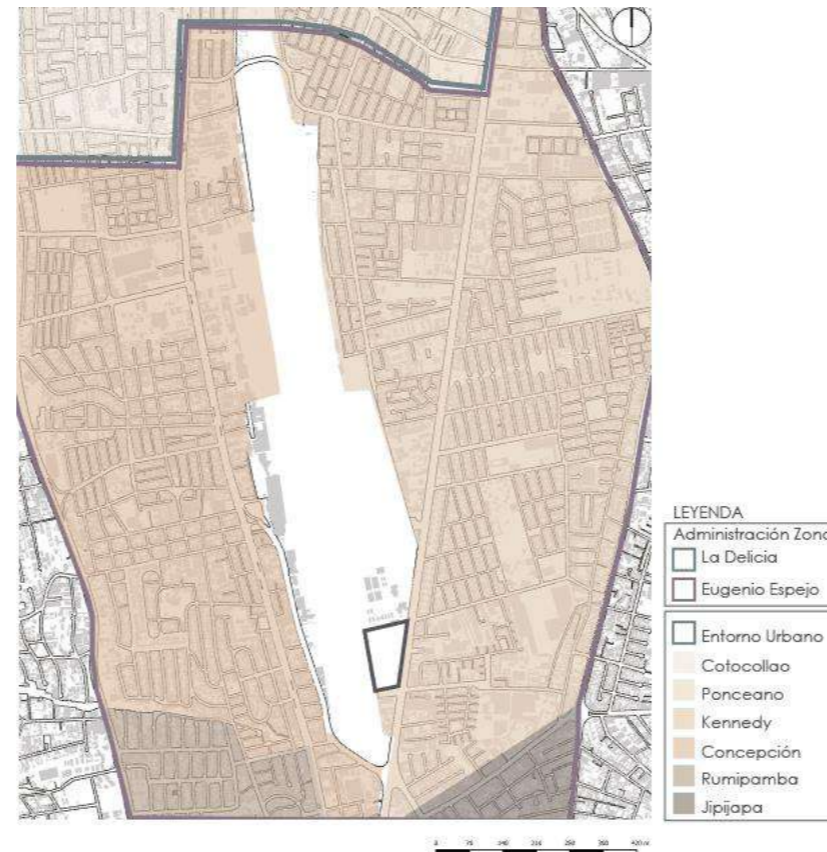 LEYENDA
Administración Zona
La Delicia
Eugenio Espejo
Entorno Urbano
Cotocollao
Ponceano
Kennedy
Concepción
Rumipamba
Jipijapa